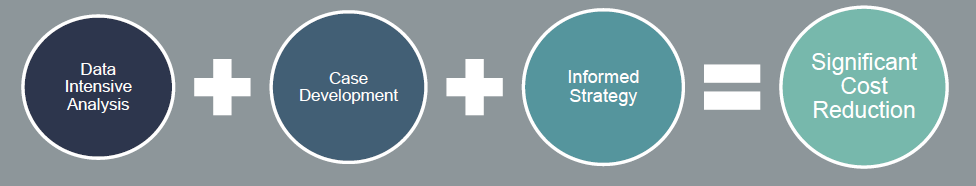 Data
Intensive
Analysis
Case
Development
Informed
Strategy
Significant
Cost
Reduction